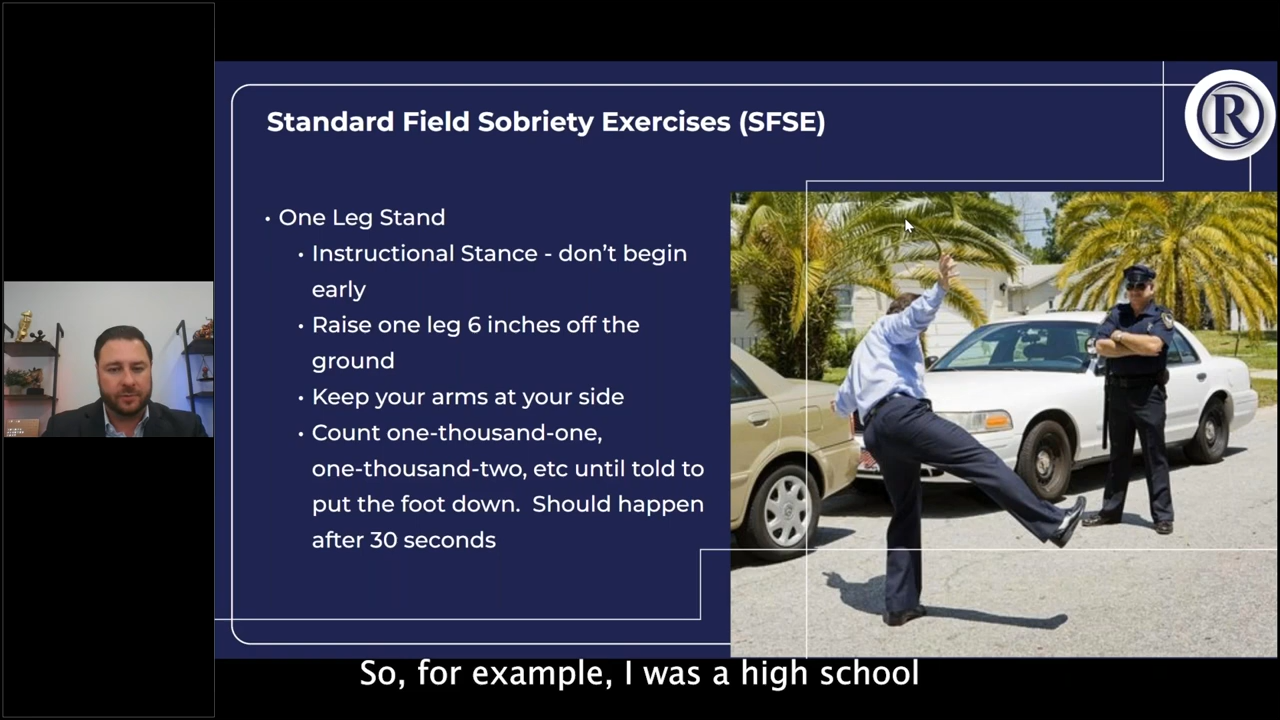 Standard Field Sobriety Exercises (SFSE)
R
• One Leg Stand
• Instructional Stance - don’t begin
early
• Raise one leg 6 inches off the
ground
• Keep your arms at your side
• Count one-thousand-one,
one-thousand-two, etc until told to
put the foot down.  Should happen
after 30 seconds
So, for example, I was a high school